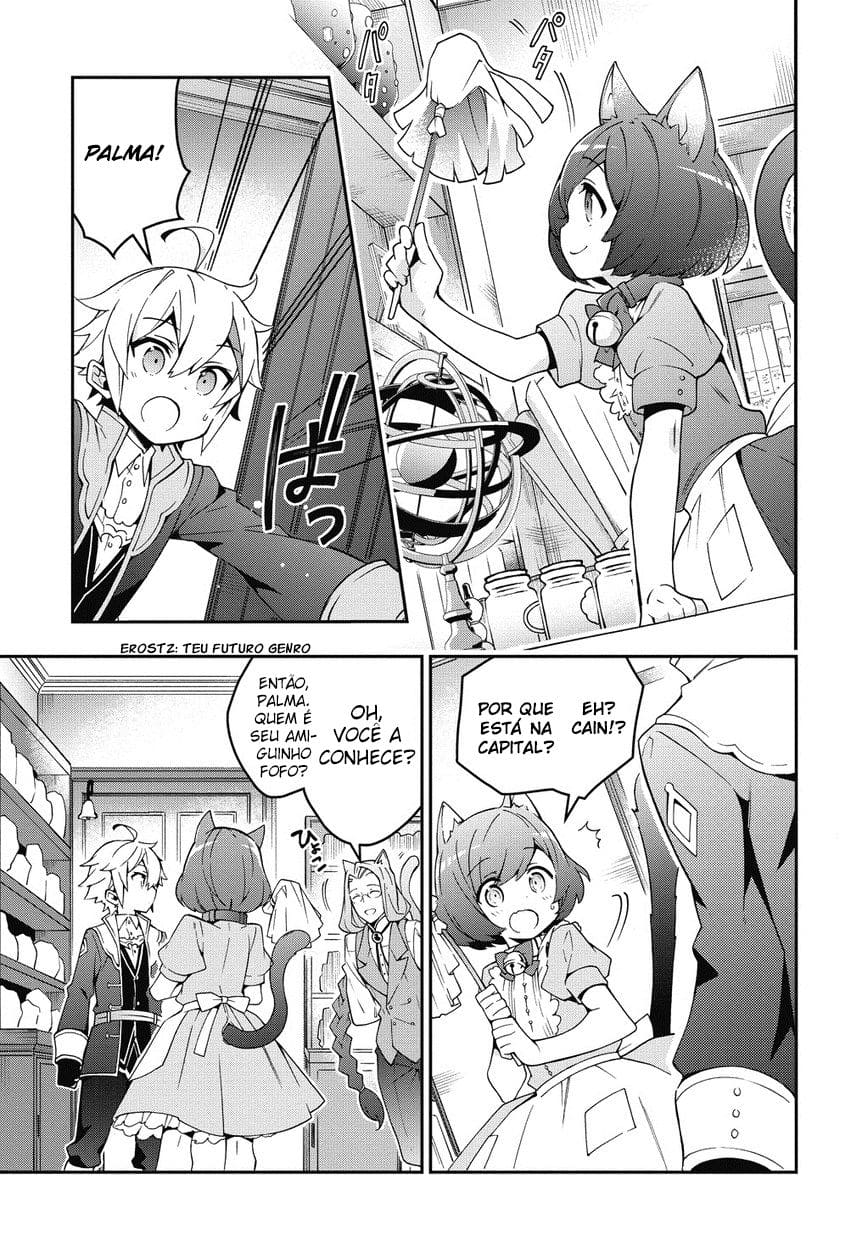 パタ
パタ
PALMA!
ばっ
EH?
CAIN!?
POR QUE
ESTÁ NA
CAPITAL?
EROSTZ: TEU FUTURO GENRO
OH,
VOCÊ A
CONHECE?
ENTÃO,
PALMA.
QUEM É
SEU AMI-
GUINHO
FOFO?
ひょこ